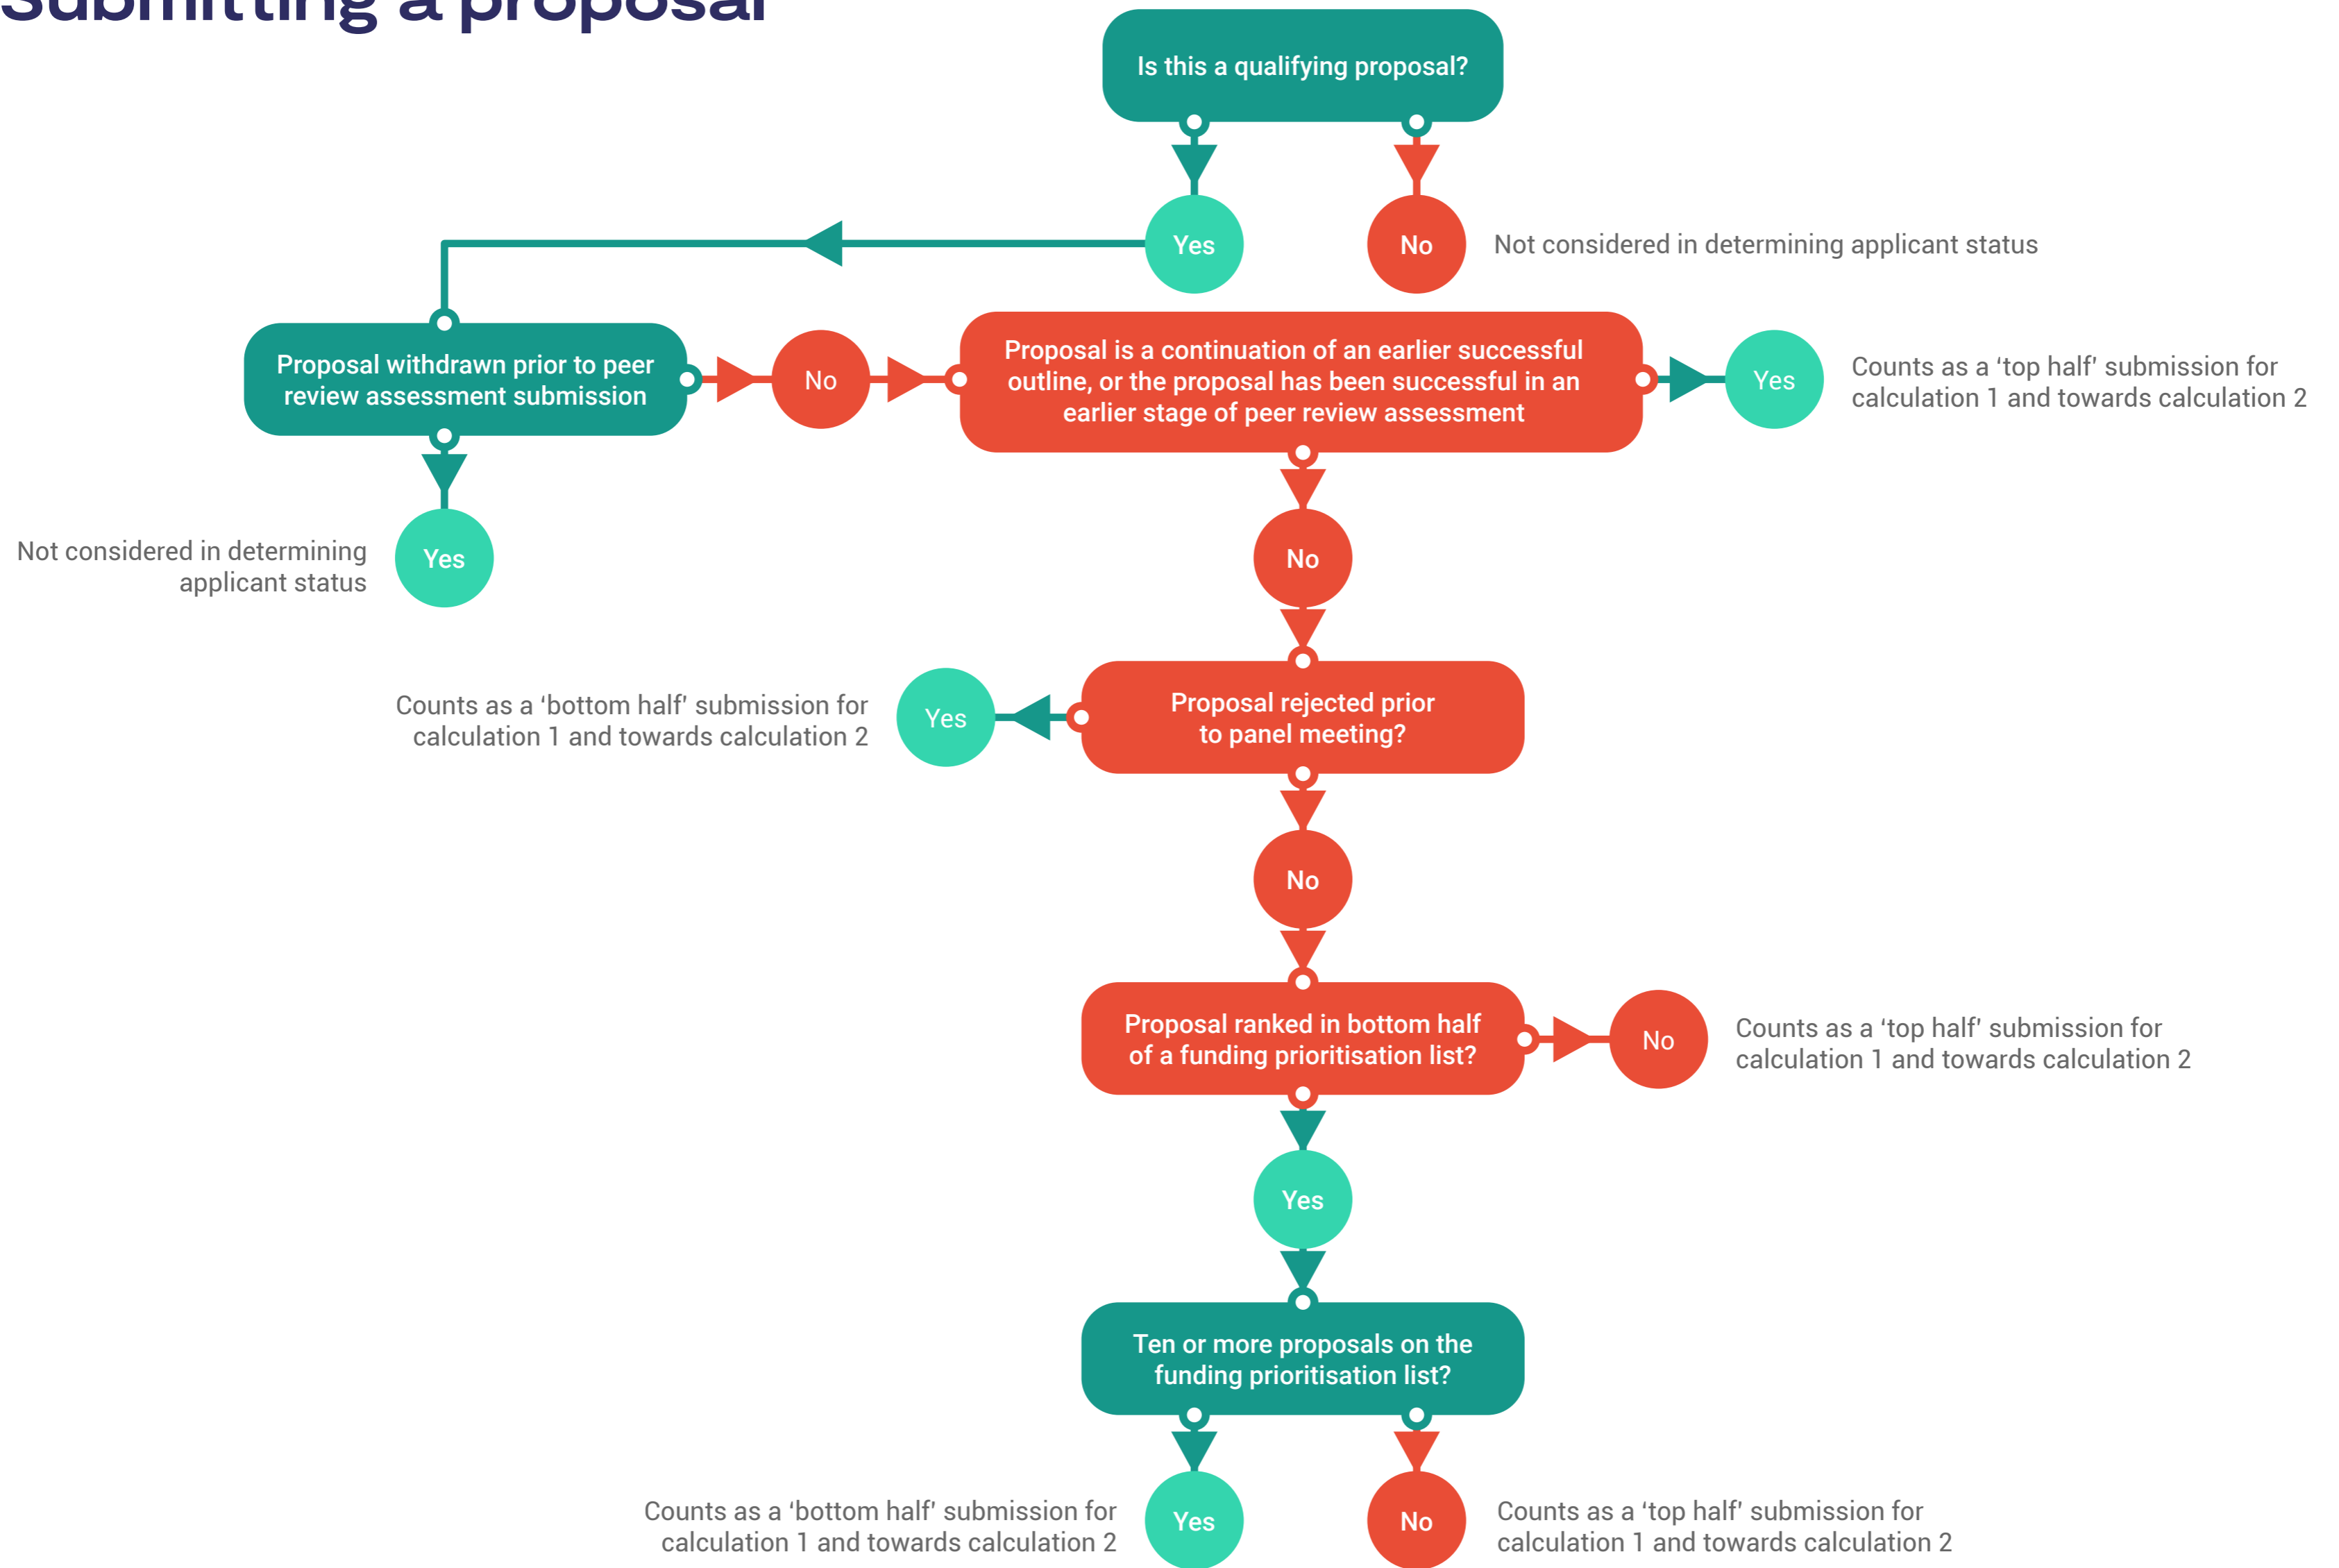 Submitting a proposal
Is this a qualifying proposal?
Yes
No
Not considered in determining applicant status
Proposal withdrawn prior to peer
review assessment submission
No
Proposal is a continuation of an earlier successful
outline, or the proposal has been successful in an
earlier stage of peer review assessment
Yes
Counts as a ‘top half’ submission for
calculation 1 and towards calculation 2
Not considered in determining
applicant status
Yes
No
Counts as a ‘bottom half’ submission for
calculation 1 and towards calculation 2
Yes
Proposal rejected prior
to panel meeting?
No
Proposal ranked in bottom half
of a funding prioritisation list?
No
Counts as a ‘top half’ submission for
calculation 1 and towards calculation 2
Yes
Ten or more proposals on the
funding prioritisation list?
Counts as a ‘bottom half’ submission for
calculation 1 and towards calculation 2
Yes
No
Counts as a ‘top half’ submission for
calculation 1 and towards calculation 2